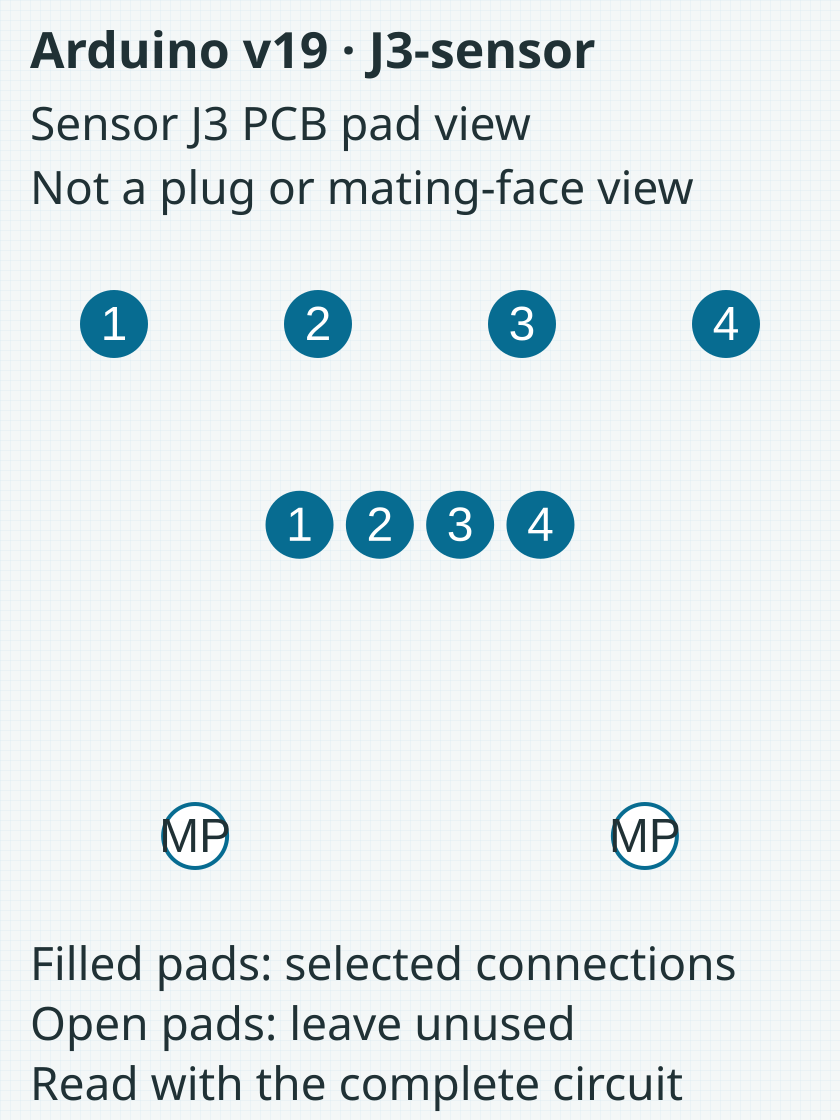 Arduino v19 · J3-sensor
Sensor J3 PCB pad view
Not a plug or mating-face view
1 2 3 4
1 2 3 4
MP MP
Filled pads: selected connections
Open pads: leave unused
Read with the complete circuit